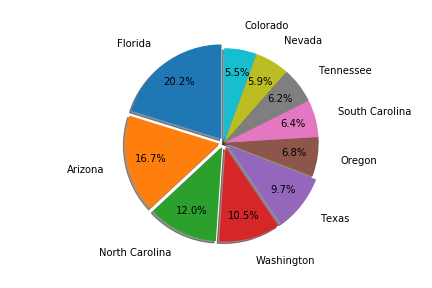 Colorado
Nevada
Florida
Tennessee
5.5%
5.9%
20.2%
6.2%
South Carolina
6.4%
6.8%
Oregon
16.7%
Arizona
9.7%
12.0%
10.5%
Texas
North Carolina
Washington